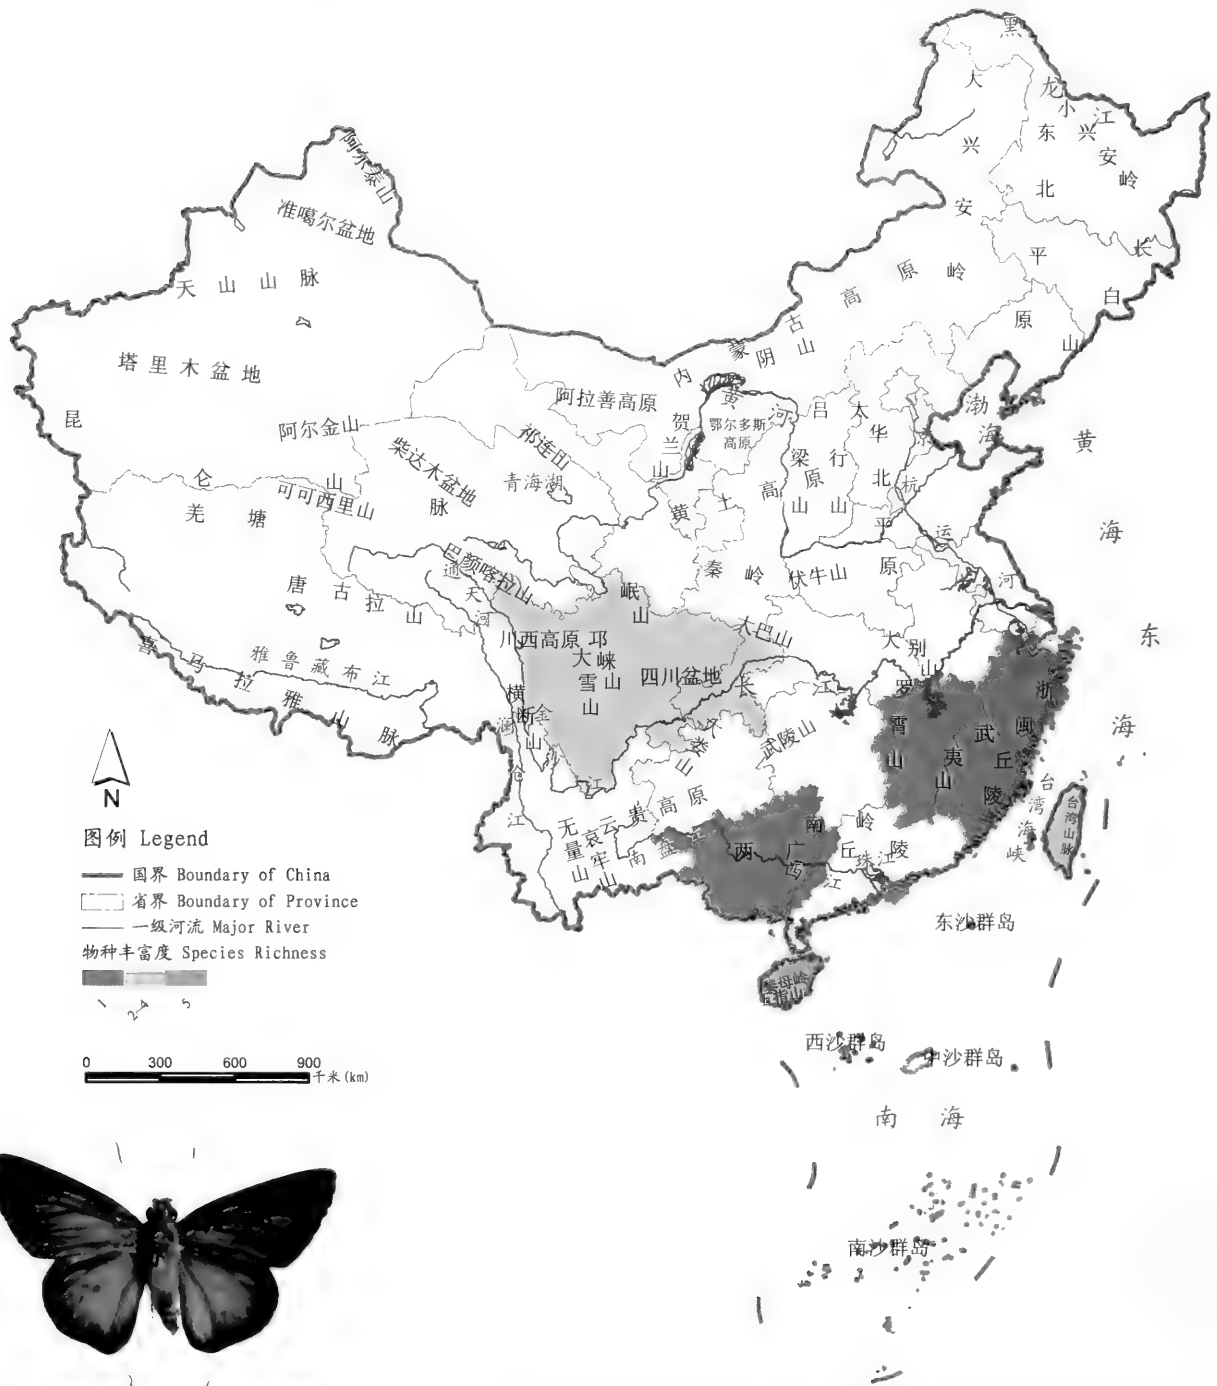 黑
龙
江
大
兴
安
岭
小
兴
安
岭
东
北
平
原
长
白
山
阿尔泰山
准噶尔盆地
天山山脉
塔里木盆地
内蒙古高原
阴山
阿拉善高原
贺兰山
黄河
鄂尔多斯
高原
吕梁山
太行山
华北平原
渤海
黄海
京杭运河
昆仑山脉
阿尔金山
祁连山
柴达木盆地
青海湖
可可西里山
羌塘
黄土高原
巴颜喀拉山
通天河
秦岭
伏牛山
唐古拉山
岷山
大巴山
大别山
川西高原
邛崃山
大雪山
四川盆地
长江
东海
喜马拉雅山脉
雅鲁藏布江
横断山
金
江
澜沧江
武陵山
罗霄山
武夷山
浙闽丘陵
娄山
云贵高原
无量山
哀牢山
南盘江
南岭
两广丘陵
西江
珠江
台湾海峡
台湾山脉
东沙群岛
黎母岭
五指山
西沙群岛
中沙群岛
南海
南沙群岛
N
图例 Legend
国界 Boundary of China
省界 Boundary of Province
一级河流 Major River
物种丰富度 Species Richness
1 2-4 5
0 300 600 900
千米(km)